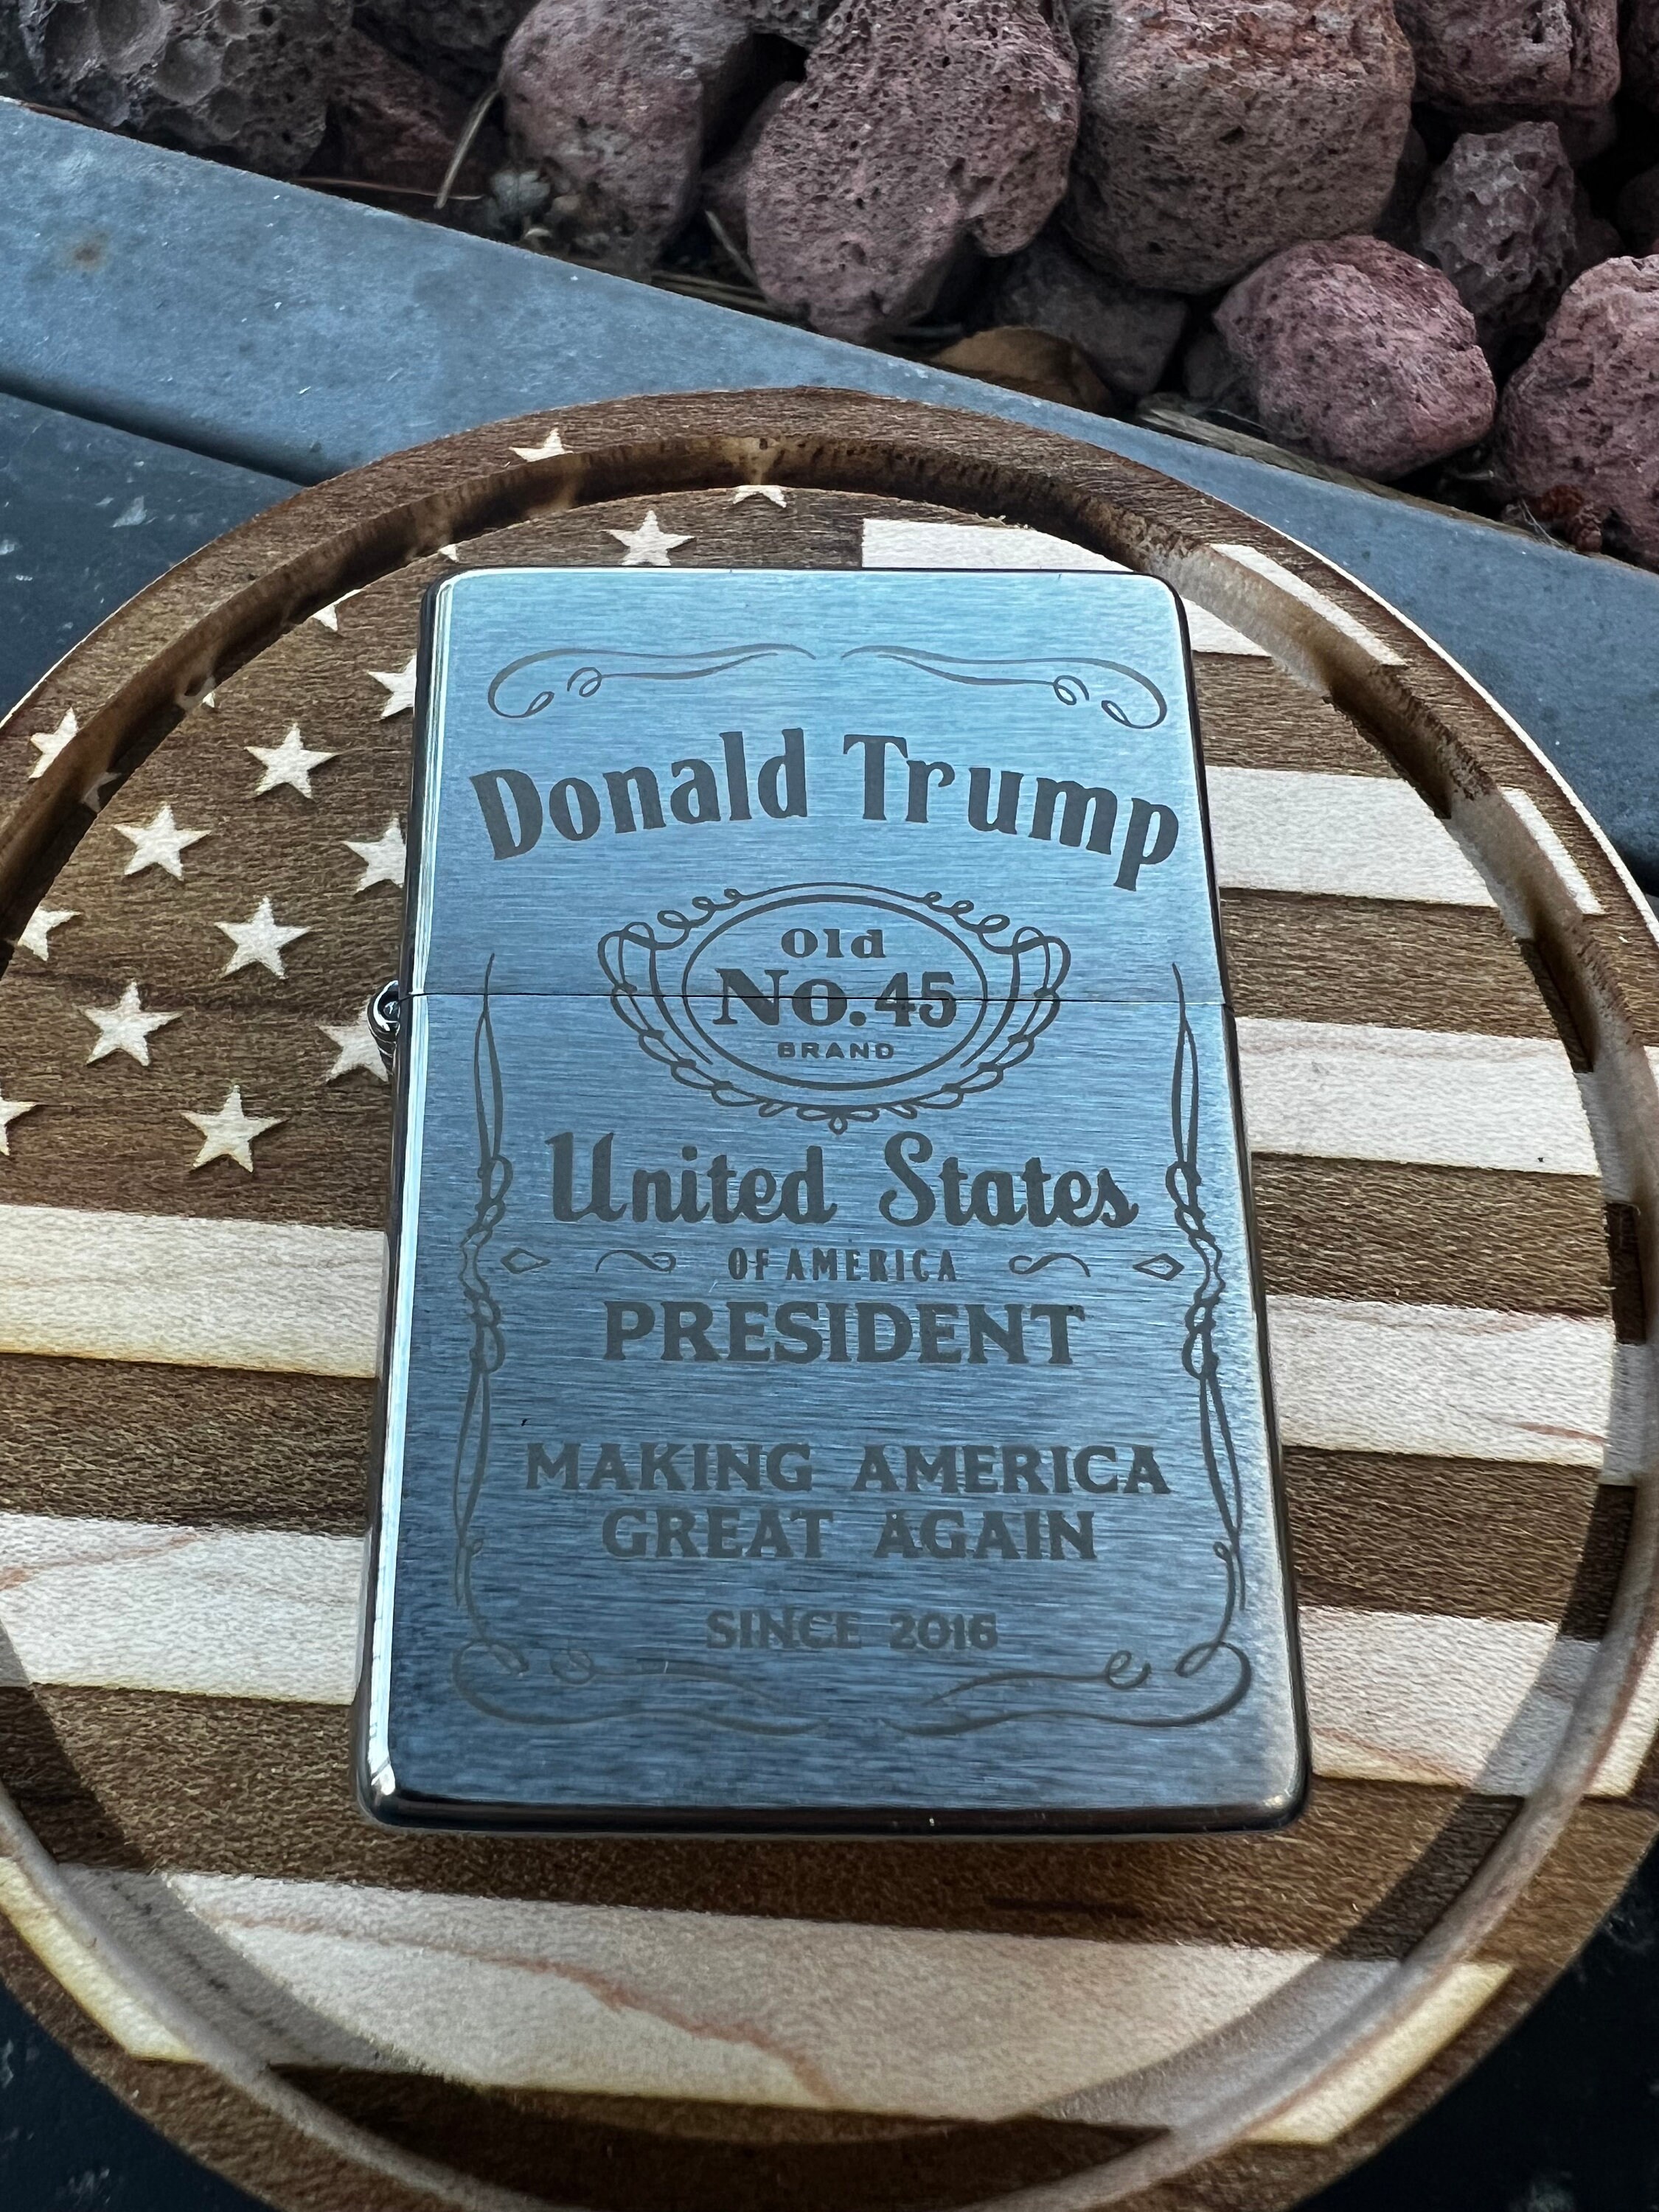 Donald Trump
Old
No.45
BRAND
United States
OF AMERICA
PRESIDENT
MAKING AMERICA
GREAT AGAIN
SINCE 2016